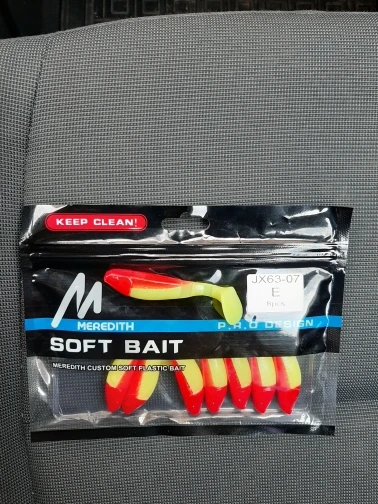 KEEP CLEAN!
JX63-07
E
MEREDITH
P.R.O DESIGN
SOFT BAIT
MEREDITH CUSTOM SOFT PLASTIC BAIT